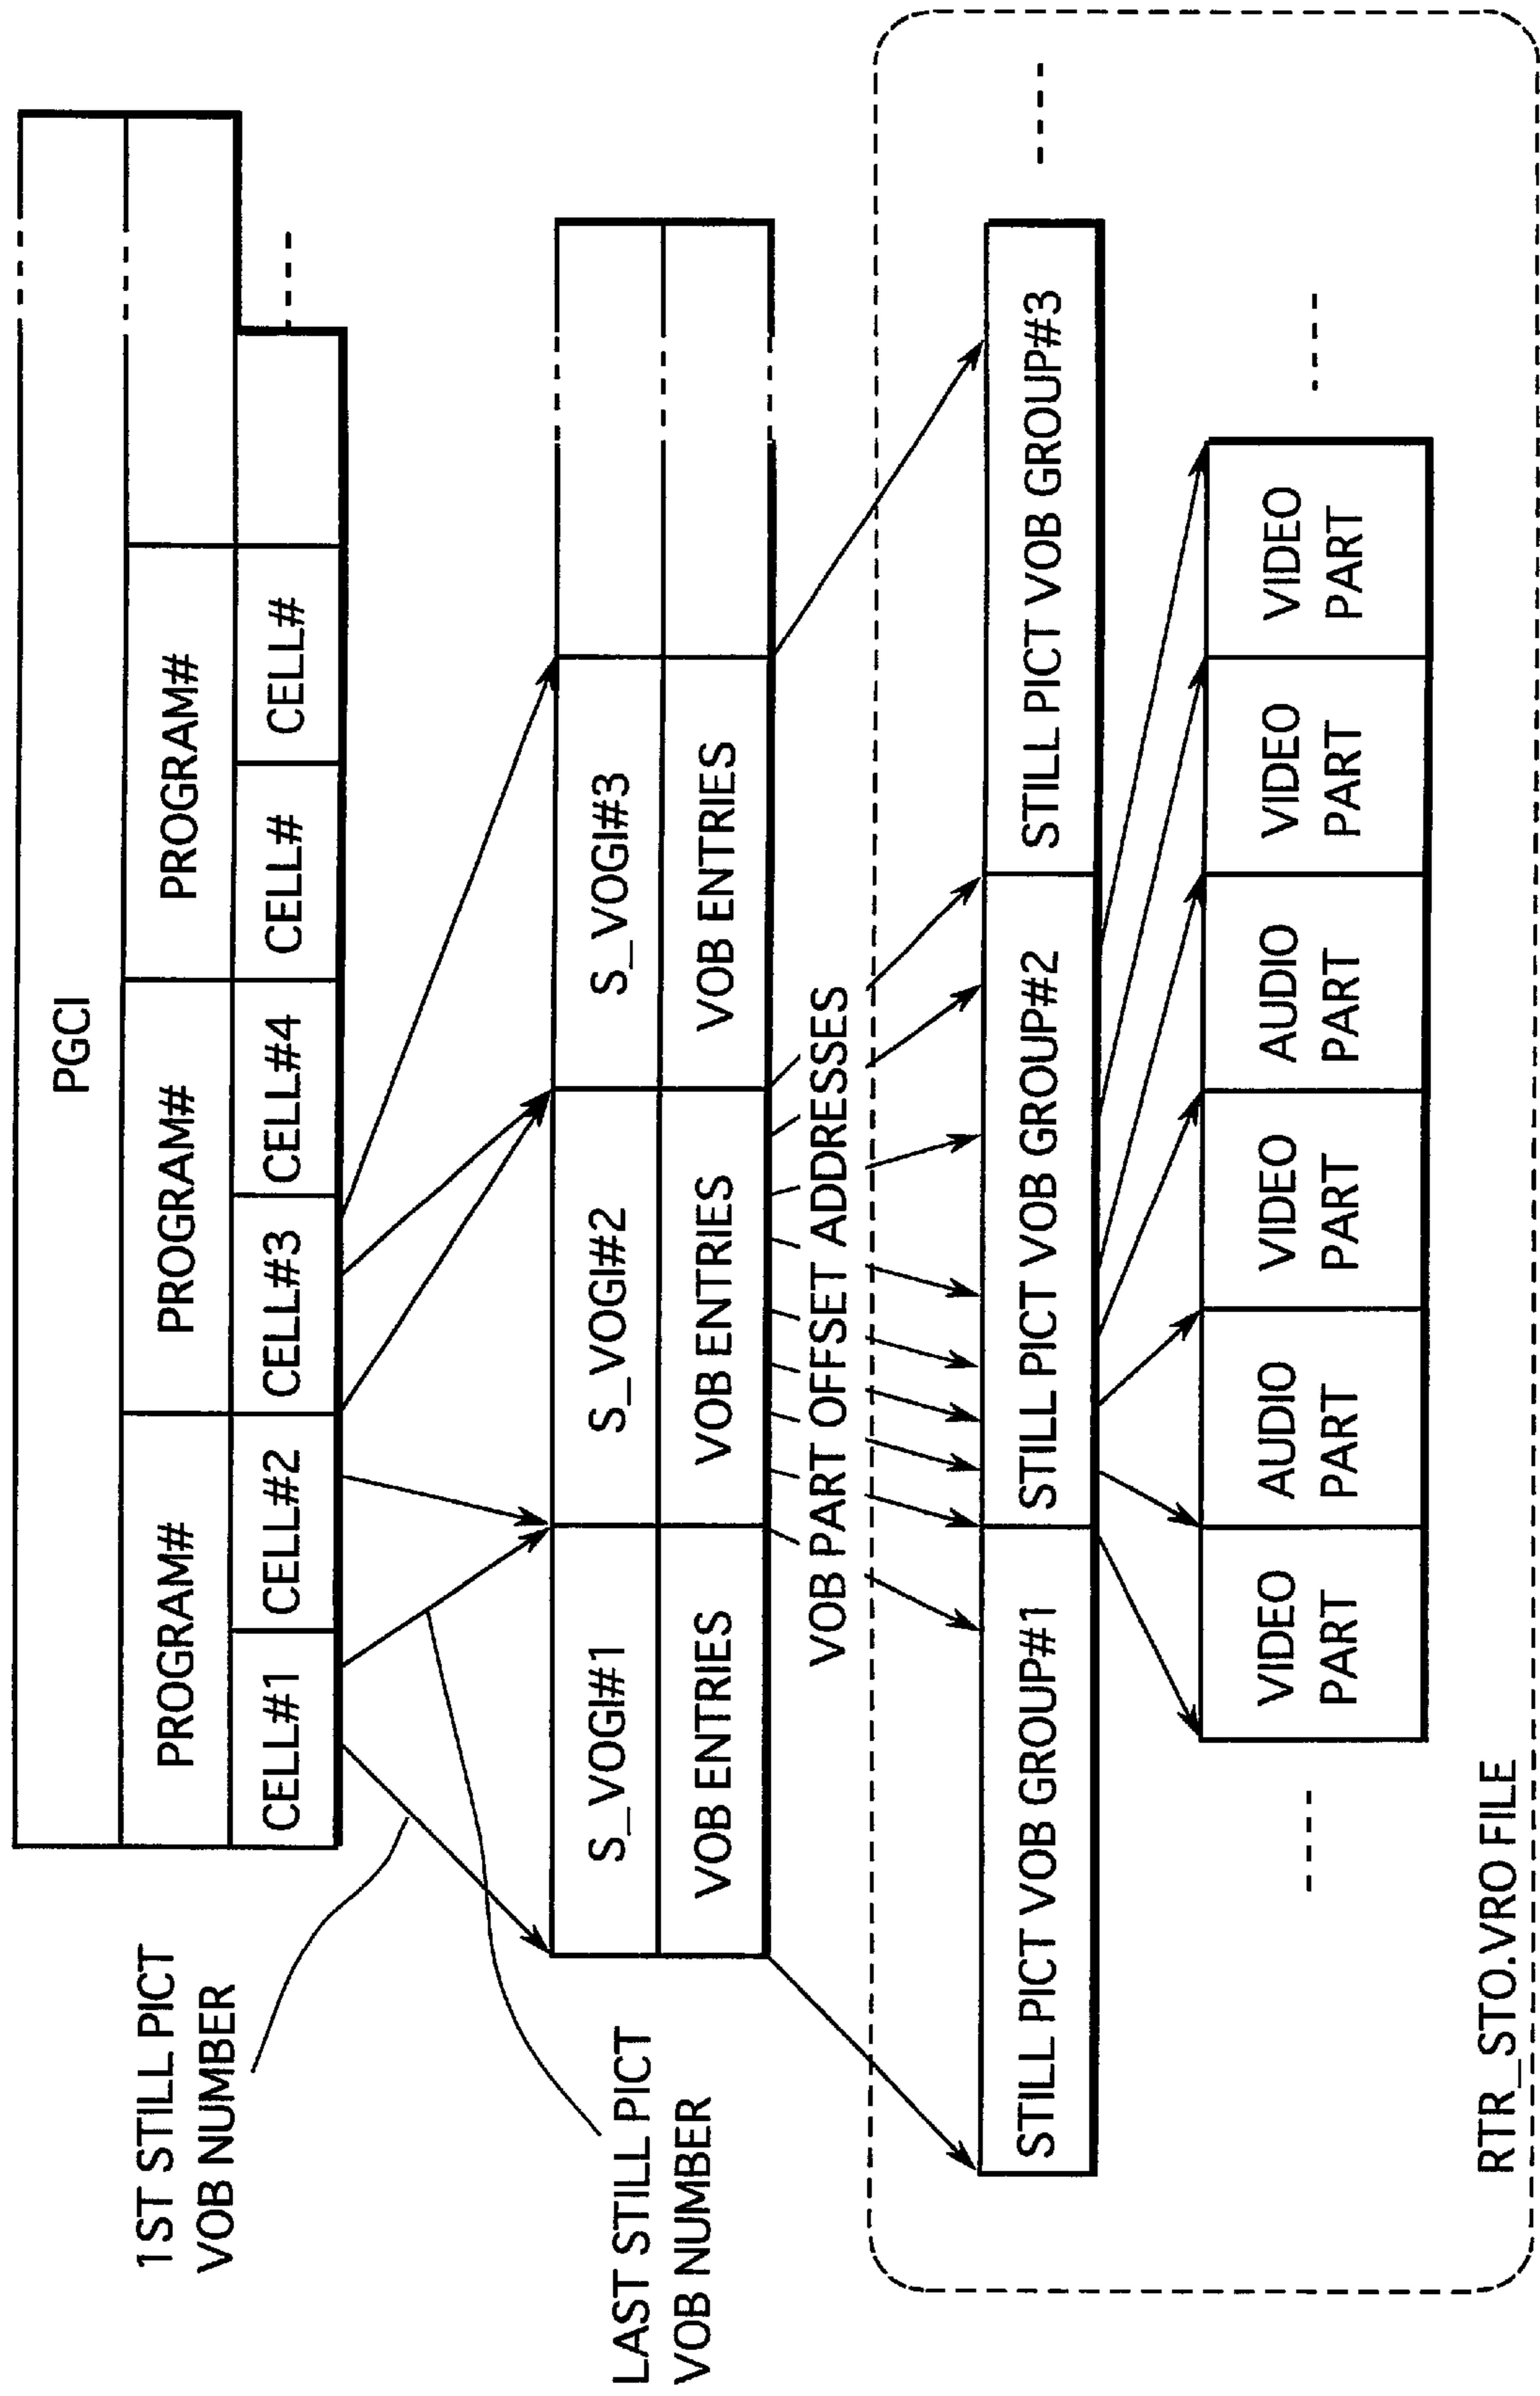 PGCI
PROGRAM#
PROGRAM#
PROGRAM#
CELL#1
CELL#2
CELL#3
CELL#4
CELL#
CELL#
1ST STILL PICT
VOB NUMBER
LAST STILL PICT
VOB NUMBER
S_VOGI#1
S_VOGI#2
S_VOGI#3
VOB ENTRIES
VOB ENTRIES
VOB ENTRIES
VOB PART OFFSET ADDRESSES
STILL PICT VOB GROUP#1
STILL PICT VOB GROUP#2
STILL PICT VOB GROUP#3
VIDEO
PART
AUDIO
PART
VIDEO
PART
AUDIO
PART
VIDEO
PART
VIDEO
PART
RTR_STO.VRO FILE